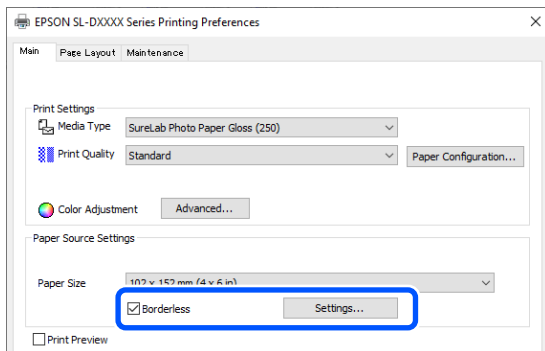 EPSON SL-DXXXX Series Printing Preferences
Main Page Layout Maintenance
Print Settings
Media Type SureLab Photo Paper Gloss (250)
Print Quality Standard Paper Configuration...
Color Adjustment Advanced...
Paper Source Settings
Paper Size 102 x 152 mm (4 x 6 in)
Borderless Settings...
Print Preview